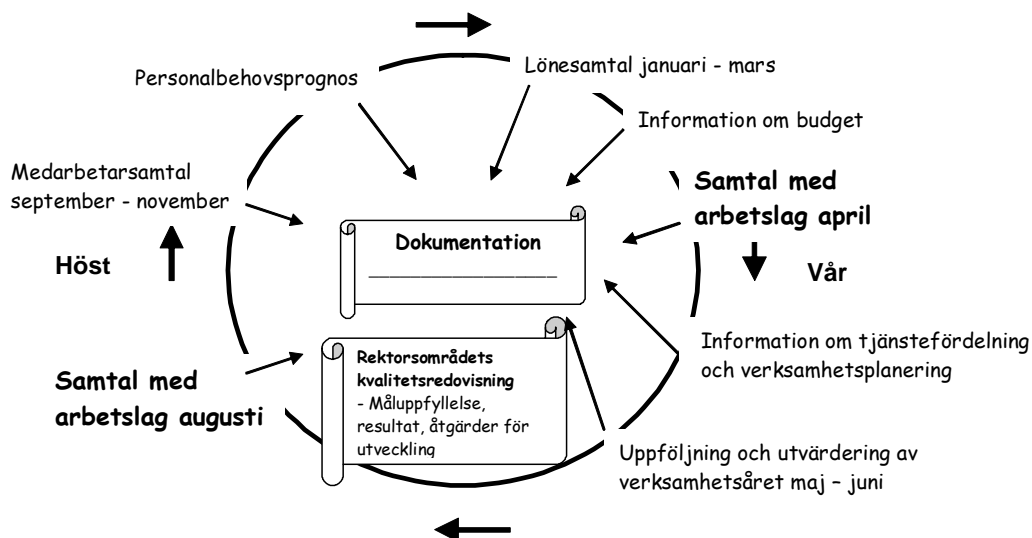 Personalbehovsprognos
Lönesamtal januari - mars
Information om budget
Medarbetarsamtal
september - november
Samtal med
arbetslag april
Dokumentation
___________________
Höst
Vår
Information om tjänstefördelning
och verksamhetsplanering
Rektorsområdets
kvalitetsredovisning
- Måluppfyllelse,
resultat, åtgärder för
utveckling
Samtal med
arbetslag augusti
Uppföljning och utvärdering av
verksamhetsåret maj – juni